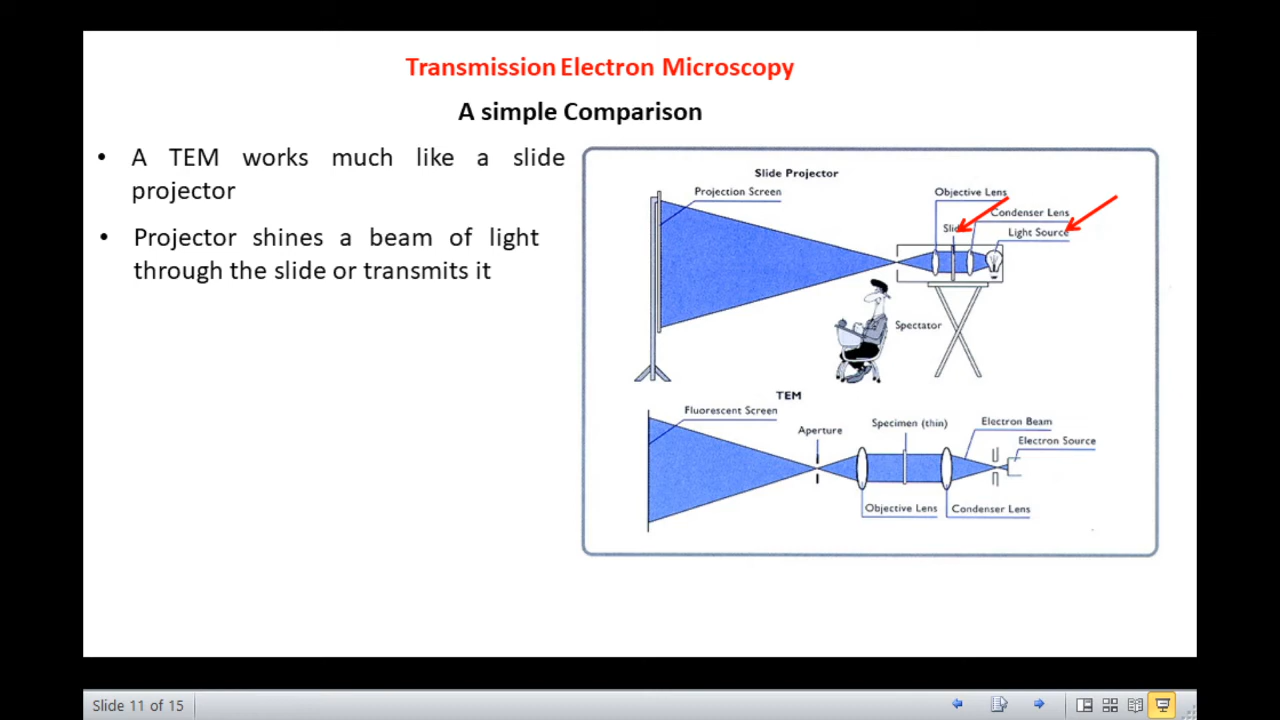 Transmission Electron Microscopy
A simple Comparison
• A TEM works much like a slide
projector
• Projector shines a beam of light
through the slide or transmits it
Slide Projector
Projection Screen
Objective Lens
Condenser Lens
Light Source
Spectator
TEM
Fluorescent Screen
Aperture
Specimen (thin)
Electron Beam
Electron Source
Objective Lens
Condenser Lens
Slide 11 of 15